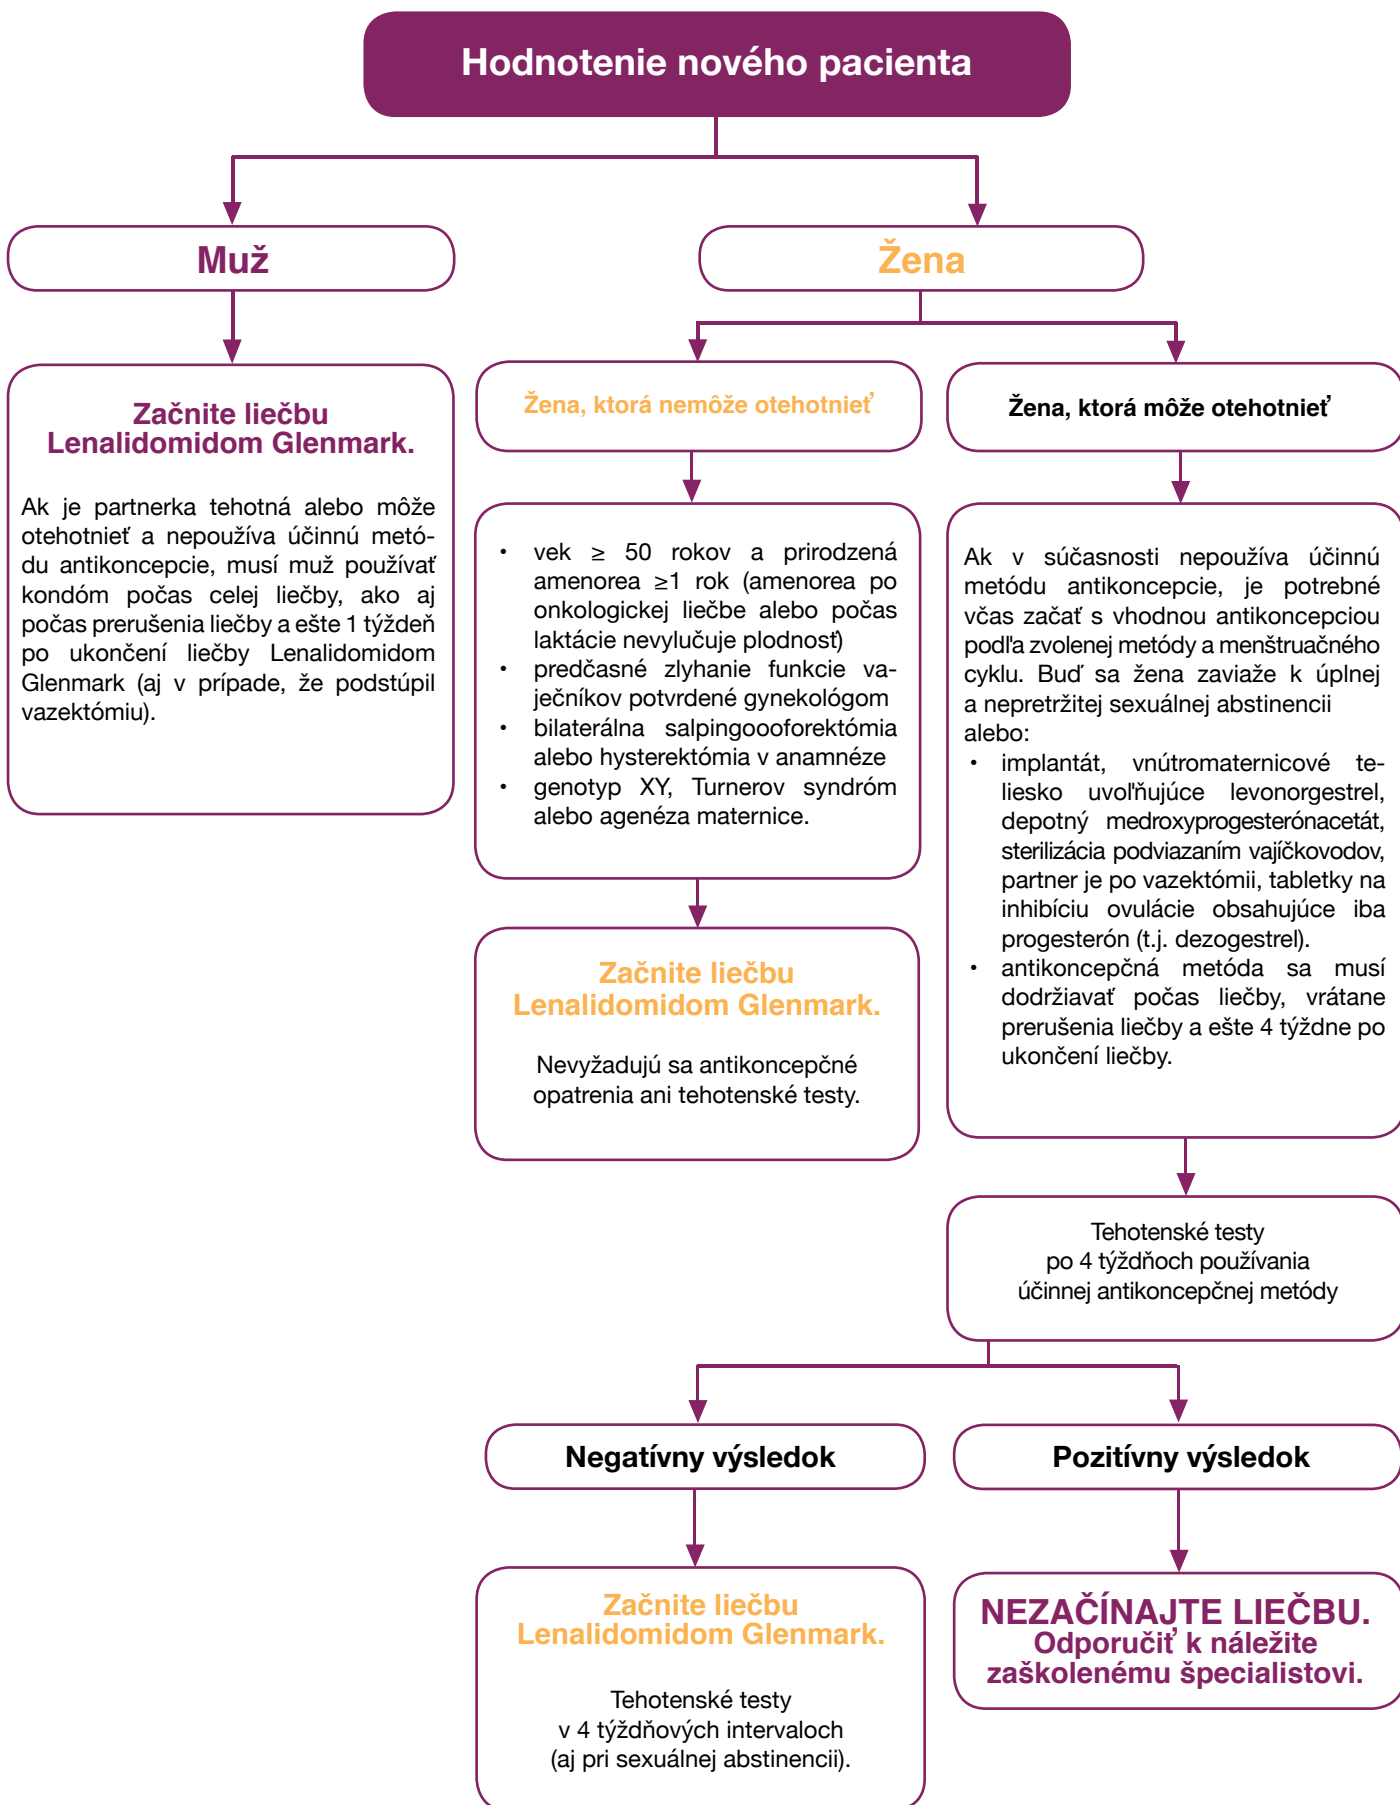 Hodnotenie nového pacienta
Muž
Žena
Začnite liečbu
Lenalidomidom Glenmark.
Ak je partnerka tehotná alebo môže
otehotnieť a nepoužíva účinnú metó-
du antikoncepcie, musí muž používať
kondóm počas celej liečby, ako aj
počas prerušenia liečby a ešte 1 týždeň
po ukončení liečby Lenalidomidom
Glenmark (aj v prípade, že podstúpil
vazektómiu).
Žena, ktorá nemôže otehotnieť
• vek ≥ 50 rokov a prirodzená
amenorea ≥1 rok (amenorea po
onkologickej liečbe alebo počas
laktácie nevylučuje plodnosť)
• predčasné zlyhanie funkcie va-
ječníkov potvrdené gynekológom
• bilaterálna salpingoooforektómia
alebo hysterektómia v anamnéze
• genotyp XY, Turnerov syndróm
alebo agenéza maternice.
Začnite liečbu
Lenalidomidom Glenmark.
Nevyžadujú sa antikoncepčné
opatrenia ani tehotenské testy.
Žena, ktorá môže otehotnieť
Ak v súčasnosti nepoužíva účinnú
metódu antikoncepcie, je potrebné
včas začať s vhodnou antikoncepciou
podľa zvolenej metódy a menštruačného
cyklu. Buď sa žena zaviaže k úplnej
a nepretržitej sexuálnej abstinencii
alebo:
• implantát, vnútromaternicové te-
liesko uvoľňujúce levonorgestrel,
depotný medroxyprogesterónacetát,
sterilizácia podviazaním vajíčkovodov,
partner je po vazektómii, tabletky na
inhibíciu ovulácie obsahujúce iba
progesterón (t.j. dezogestrel).
• antikoncepčná metóda sa musí
dodržiavať počas liečby, vrátane
prerušenia liečby a ešte 4 týždne po
ukončení liečby.
Tehotenské testy
po 4 týždňoch používania
účinnej antikoncepčnej metódy
Negatívny výsledok
Pozitívny výsledok
Začnite liečbu
Lenalidomidom Glenmark.
Tehotenské testy
v 4 týždňových intervaloch
(aj pri sexuálnej abstinencii).
NEZAČÍNAJTE LIEČBU.
Odporučiť k náležite
zaškolenému špecialistovi.